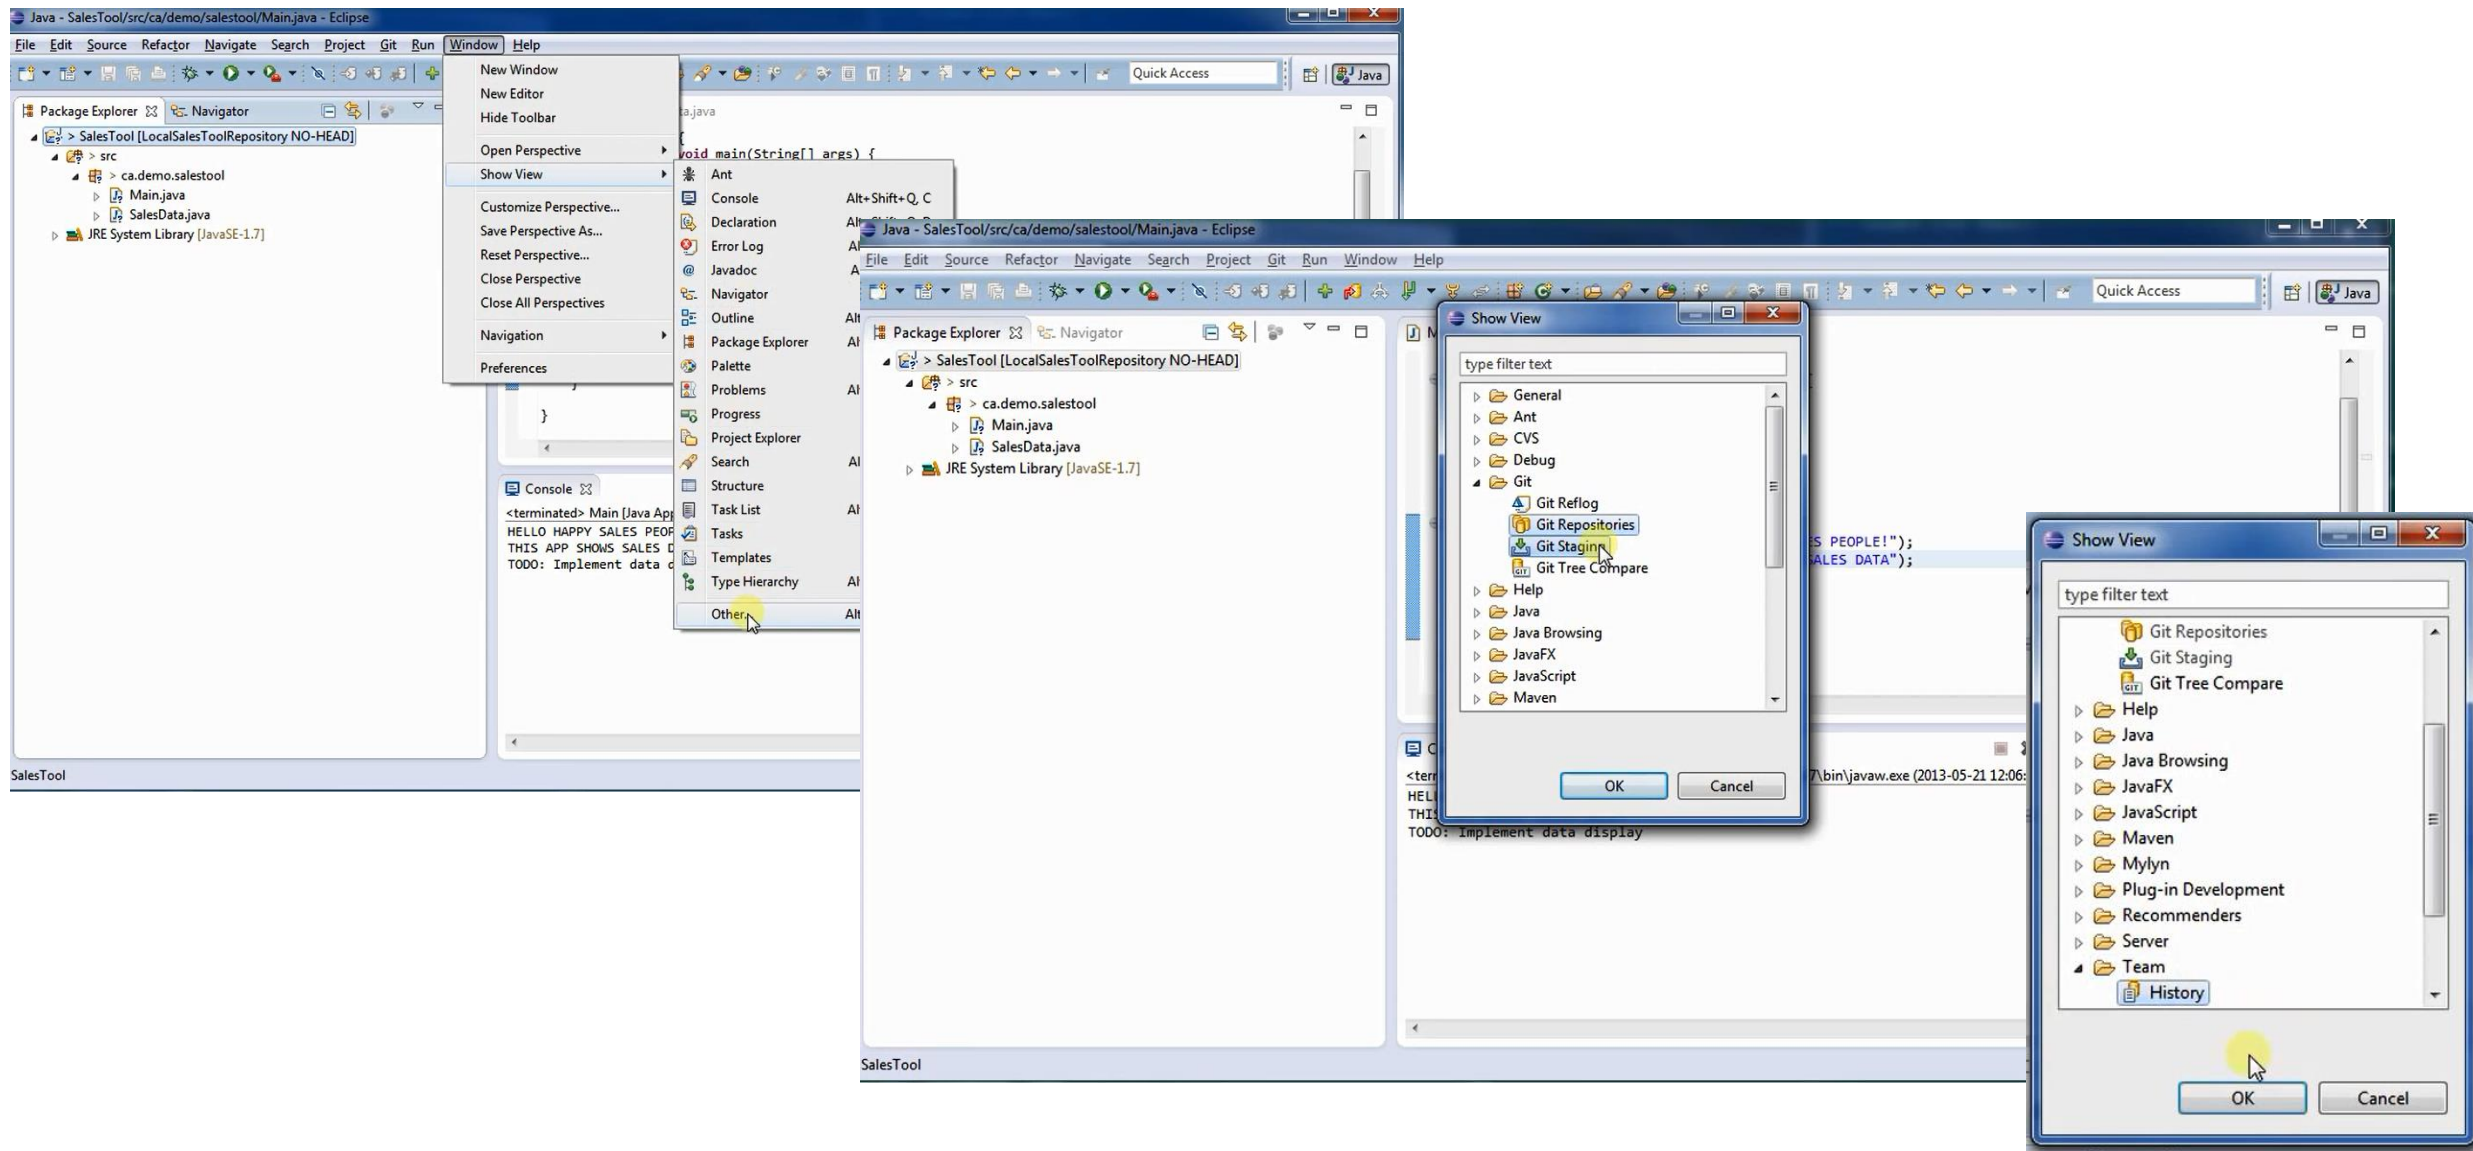 Java - SalesTool/src/ca/demo/salestool/Main.java - Eclipse
File Edit Source Refactor Navigate Search Project Git Run Window Help
Quick Access
Java
Package Explorer Navigator
> SalesTool [LocalSalesToolRepository NO-HEAD]
> src
> ca.demo.salestool
Main.java
SalesData.java
JRE System Library [JavaSE-1.7]
New Window
New Editor
Hide Toolbar
Open Perspective
Show View
Customize Perspective...
Save Perspective As...
Reset Perspective...
Close Perspective
Close All Perspectives
Navigation
Preferences
a.java
{
void main(String[] args) {
}
}
Ant
Console Alt+Shift+Q, C
Declaration
Error Log
Javadoc
Navigator
Outline Alt
Package Explorer
Palette
Problems
Progress
Project Explorer
Search
Structure
Task List
Tasks
Templates
Type Hierarchy
Other... Alt
Console
<terminated> Main [Java App
HELLO HAPPY SALES PEOP
THIS APP SHOWS SALES D
TODO: Implement data d
SalesTool
Java - SalesTool/src/ca/demo/salestool/Main.java - Eclipse
File Edit Source Refactor Navigate Search Project Git Run Window Help
Quick Access
Java
Package Explorer Navigator
> SalesTool [LocalSalesToolRepository NO-HEAD]
> src
> ca.demo.salestool
Main.java
SalesData.java
JRE System Library [JavaSE-1.7]
Show View
type filter text
General
Ant
CVS
Debug
Git
Git Reflog
Git Repositories
Git Staging
Git Tree Compare
Help
Java
Java Browsing
JavaFX
JavaScript
Maven
OK Cancel
S PEOPLE!");
ALES DATA");
<terr
7\bin\javaw.exe (2013-05-21 12:06:
HELL
THIS
TODO: Implement data display
SalesTool
Show View
type filter text
Git Repositories
Git Staging
Git Tree Compare
Help
Java
Java Browsing
JavaFX
JavaScript
Maven
Mylyn
Plug-in Development
Recommenders
Server
Team
History
OK Cancel